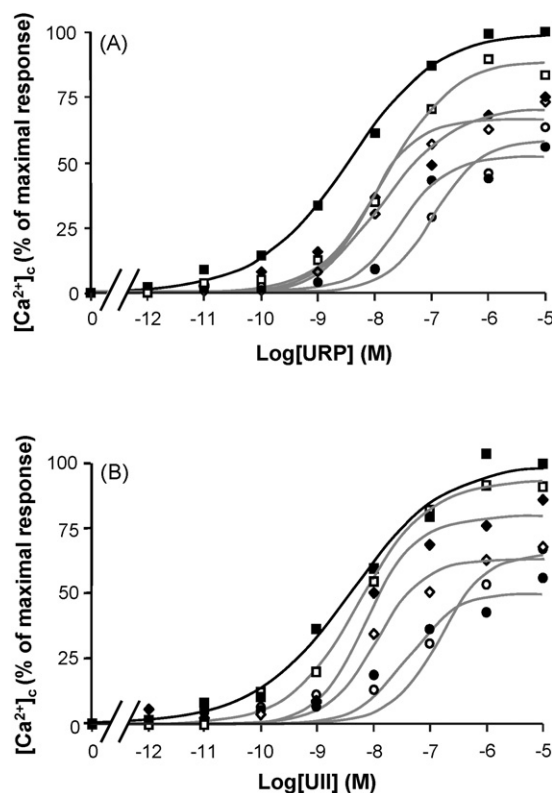 (A)
[Ca²⁺]c (% of maximal response)
100
75
50
25
0
0 -12 -11 -10 -9 -8 -7 -6 -5
Log[URP] (M)
(B)
[Ca²⁺]c (% of maximal response)
100
75
50
25
0
0 -12 -11 -10 -9 -8 -7 -6 -5
Log[UII] (M)